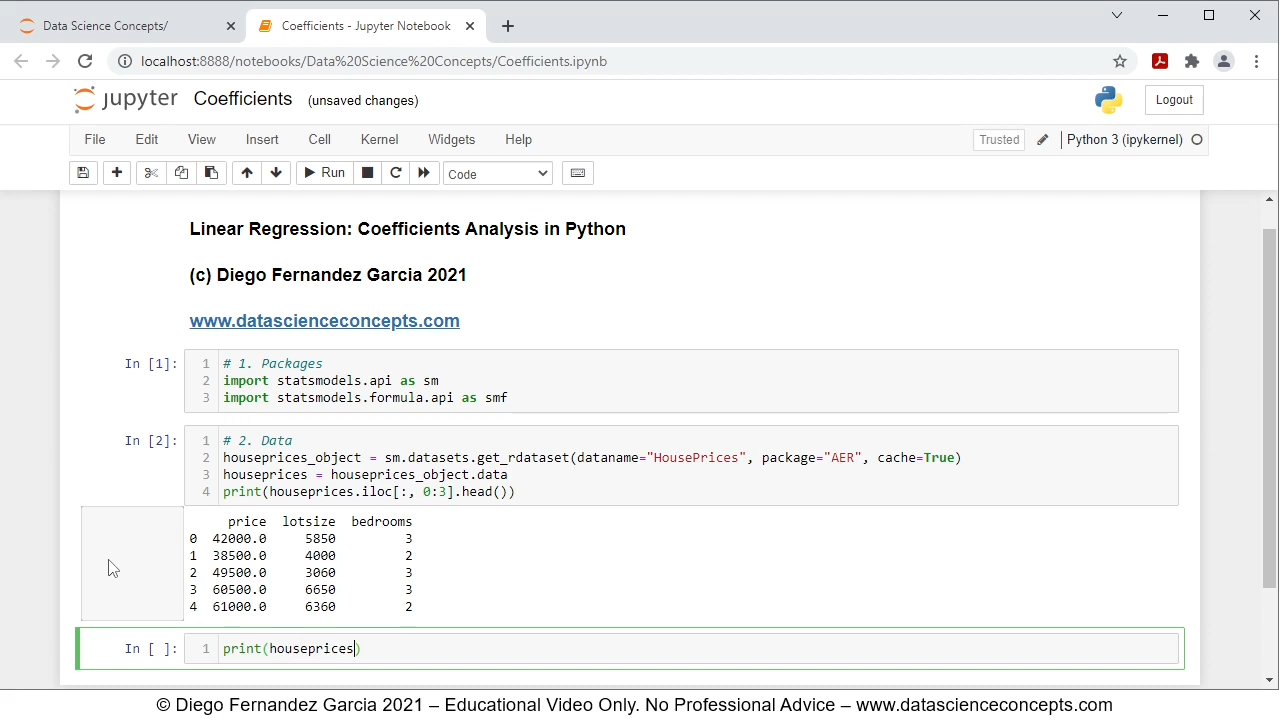 Data Science Concepts/
Coefficients - Jupyter Notebook
localhost:8888/notebooks/Data%20Science%20Concepts/Coefficients.ipynb
jupyter Coefficients (unsaved changes)
Logout
File Edit View Insert Cell Kernel Widgets Help
Trusted
Python 3 (ipykernel)
Run
Code
Linear Regression: Coefficients Analysis in Python
(c) Diego Fernandez Garcia 2021
www.datascienceconcepts.com
In [1]: 1 # 1. Packages
2 import statsmodels.api as sm
3 import statsmodels.formula.api as smf
In [2]: 1 # 2. Data
2 houseprices_object = sm.datasets.get_rdataset(dataname="HousePrices", package="AER", cache=True)
3 houseprices = houseprices_object.data
4 print(houseprices.iloc[:, 0:3].head())
price lotsize bedrooms
0 42000.0 5850 3
1 38500.0 4000 2
2 49500.0 3060 3
3 60500.0 6650 3
4 61000.0 6360 2
In [ ]: 1 print(houseprices)
© Diego Fernandez Garcia 2021 – Educational Video Only. No Professional Advice – www.datascienceconcepts.com